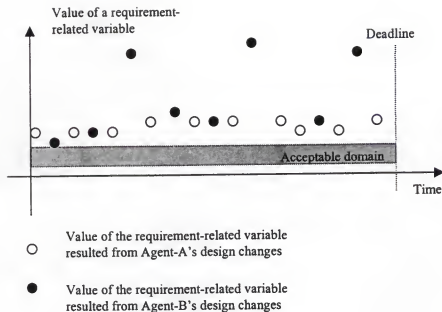 Value of a requirement-
related variable
Deadline
Acceptable domain
Time
Value of the requirement-related variable
resulted from Agent-A's design changes
Value of the requirement-related variable
resulted from Agent-B's design changes